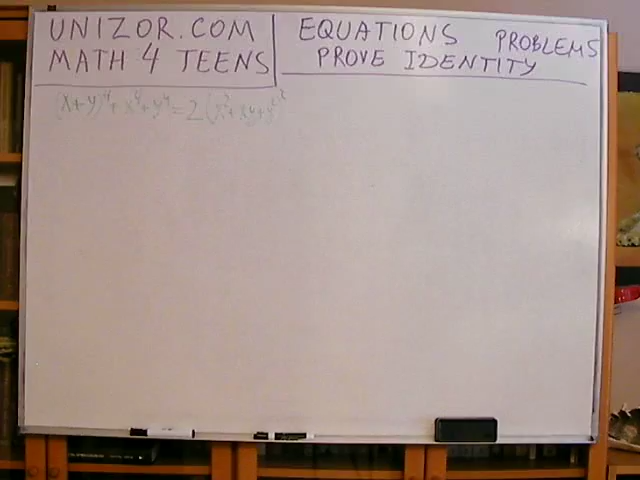 UNIZOR.COM
MATH 4 TEENS
EQUATIONS PROBLEMS
PROVE IDENTITY
(x+y)⁴+x⁴+y⁴=2(x²+xy+y²)²